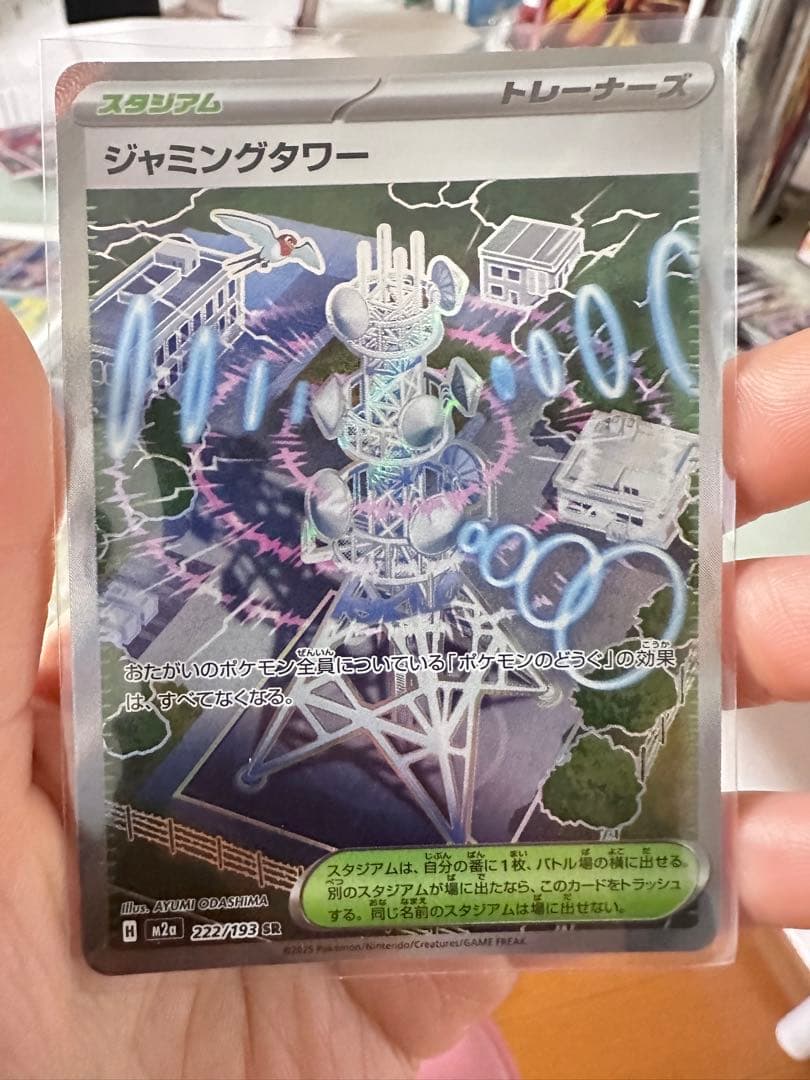 スタジアム トレーナーズ
ジャミングタワー
おたがいのポケモン全員についている「ポケモンのどうぐ」の効果
は、すべてなくなる。
スタジアムは、自分の番に1枚、バトル場の横に出せる。
別のスタジアムが場に出たなら、このカードをトラッシュ
する。同じ名前のスタジアムは場に出せない。
Illus. AYUMI ODASHIMA
H M2a 222/193 SR
©2025 Pokémon/Nintendo/Creatures/GAME FREAK